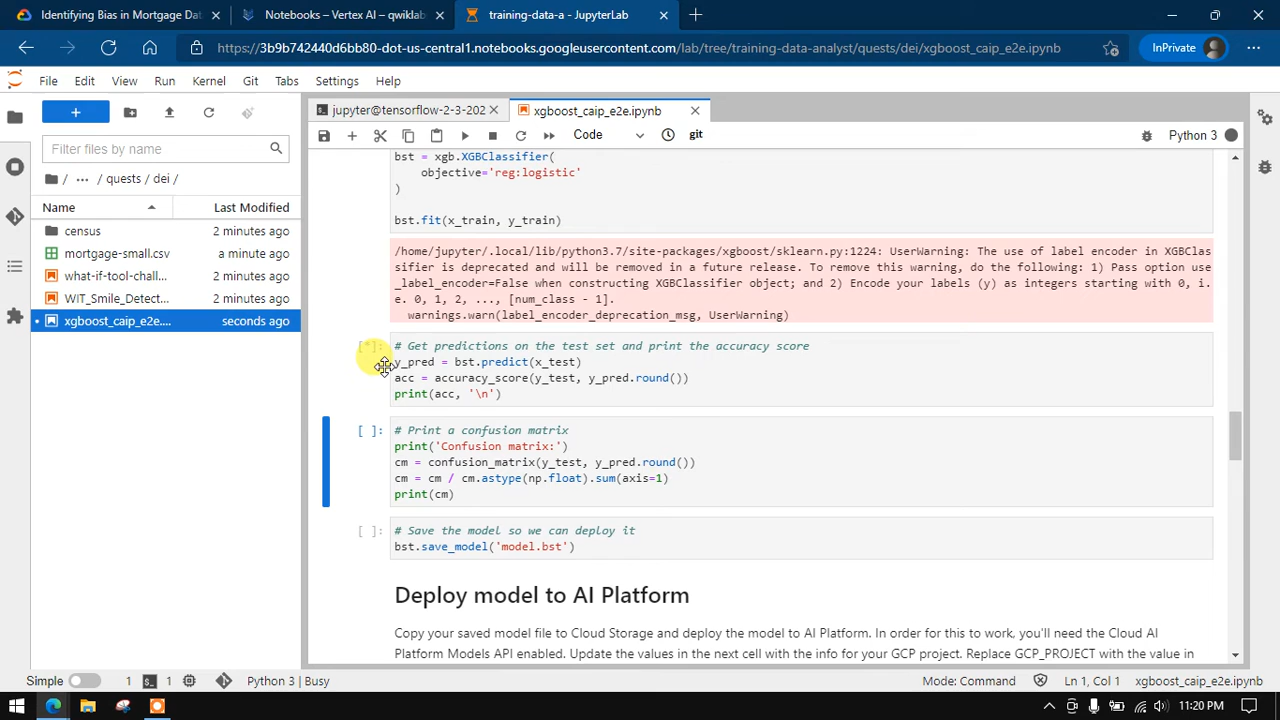 Identifying Bias in Mortgage Dat
Notebooks – Vertex AI – qwiklab
training-data-a - JupyterLab
https://3b9b742440d6bb80-dot-us-central1.notebooks.googleusercontent.com/lab/tree/training-data-analyst/quests/dei/xgboost_caip_e2e.ipynb
InPrivate
File Edit View Run Kernel Git Tabs Settings Help
jupyter@tensorflow-2-3-202
xgboost_caip_e2e.ipynb
Code
git
Python 3
Filter files by name
/ ... / quests / dei /
Name Last Modified
census 2 minutes ago
mortgage-small.csv a minute ago
what-if-tool-chall... 2 minutes ago
WIT_Smile_Detect... 2 minutes ago
xgboost_caip_e2e.... seconds ago
bst = xgb.XGBClassifier(
objective='reg:logistic'
)
bst.fit(x_train, y_train)
/home/jupyter/.local/lib/python3.7/site-packages/xgboost/sklearn.py:1224: UserWarning: The use of label encoder in XGBClas
sifier is deprecated and will be removed in a future release. To remove this warning, do the following: 1) Pass option use
_label_encoder=False when constructing XGBClassifier object; and 2) Encode your labels (y) as integers starting with 0, i.
e. 0, 1, 2, ..., [num_class - 1].
warnings.warn(label_encoder_deprecation_msg, UserWarning)
[*]: # Get predictions on the test set and print the accuracy score
y_pred = bst.predict(x_test)
acc = accuracy_score(y_test, y_pred.round())
print(acc, '\n')
[ ]: # Print a confusion matrix
print('Confusion matrix:')
cm = confusion_matrix(y_test, y_pred.round())
cm = cm / cm.astype(np.float).sum(axis=1)
print(cm)
[ ]: # Save the model so we can deploy it
bst.save_model('model.bst')
Deploy model to AI Platform
Copy your saved model file to Cloud Storage and deploy the model to AI Platform. In order for this to work, you'll need the Cloud AI
Platform Models API enabled. Update the values in the next cell with the info for your GCP project. Replace GCP_PROJECT with the value in
Simple 1 1 Python 3 | Busy Mode: Command Ln 1, Col 1 xgboost_caip_e2e.ipynb
11:20 PM